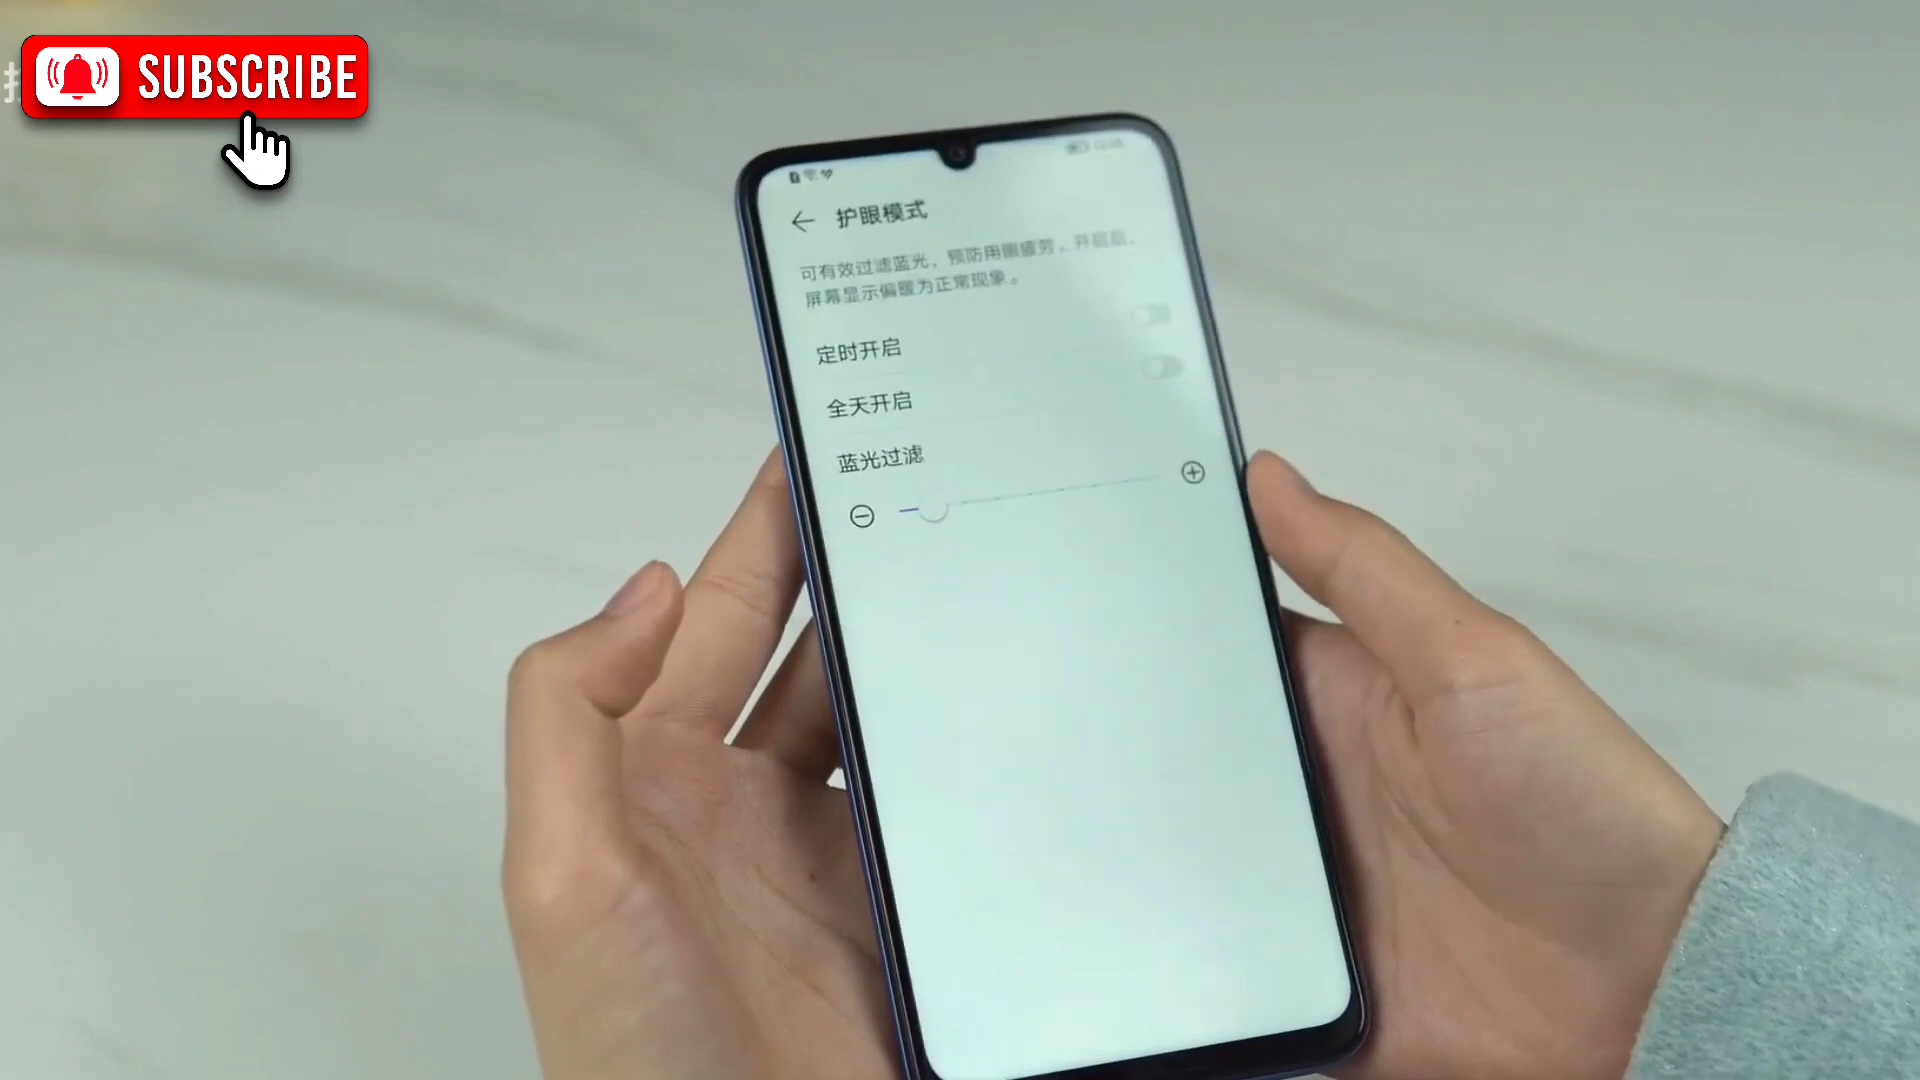 SUBSCRIBE
护眼模式
可有效过滤蓝光，预防用眼疲劳。开启后，
屏幕显示偏暖为正常现象。
定时开启
全天开启
蓝光过滤